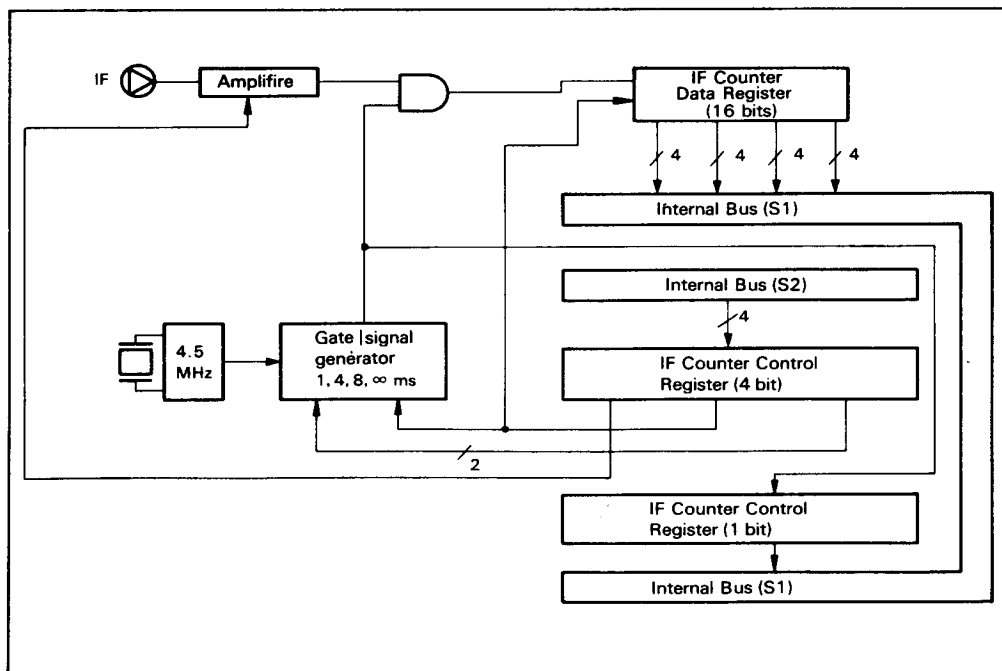 IF
Amplifire
IF Counter
Data Register
(16 bits)
4
4
4
4
Internal Bus (S1)
Internal Bus (S2)
4
4.5
MHz
Gate signal
generator
1, 4, 8, ∞ ms
IF Counter Control
Register (4 bit)
2
IF Counter Control
Register (1 bit)
Internal Bus (S1)